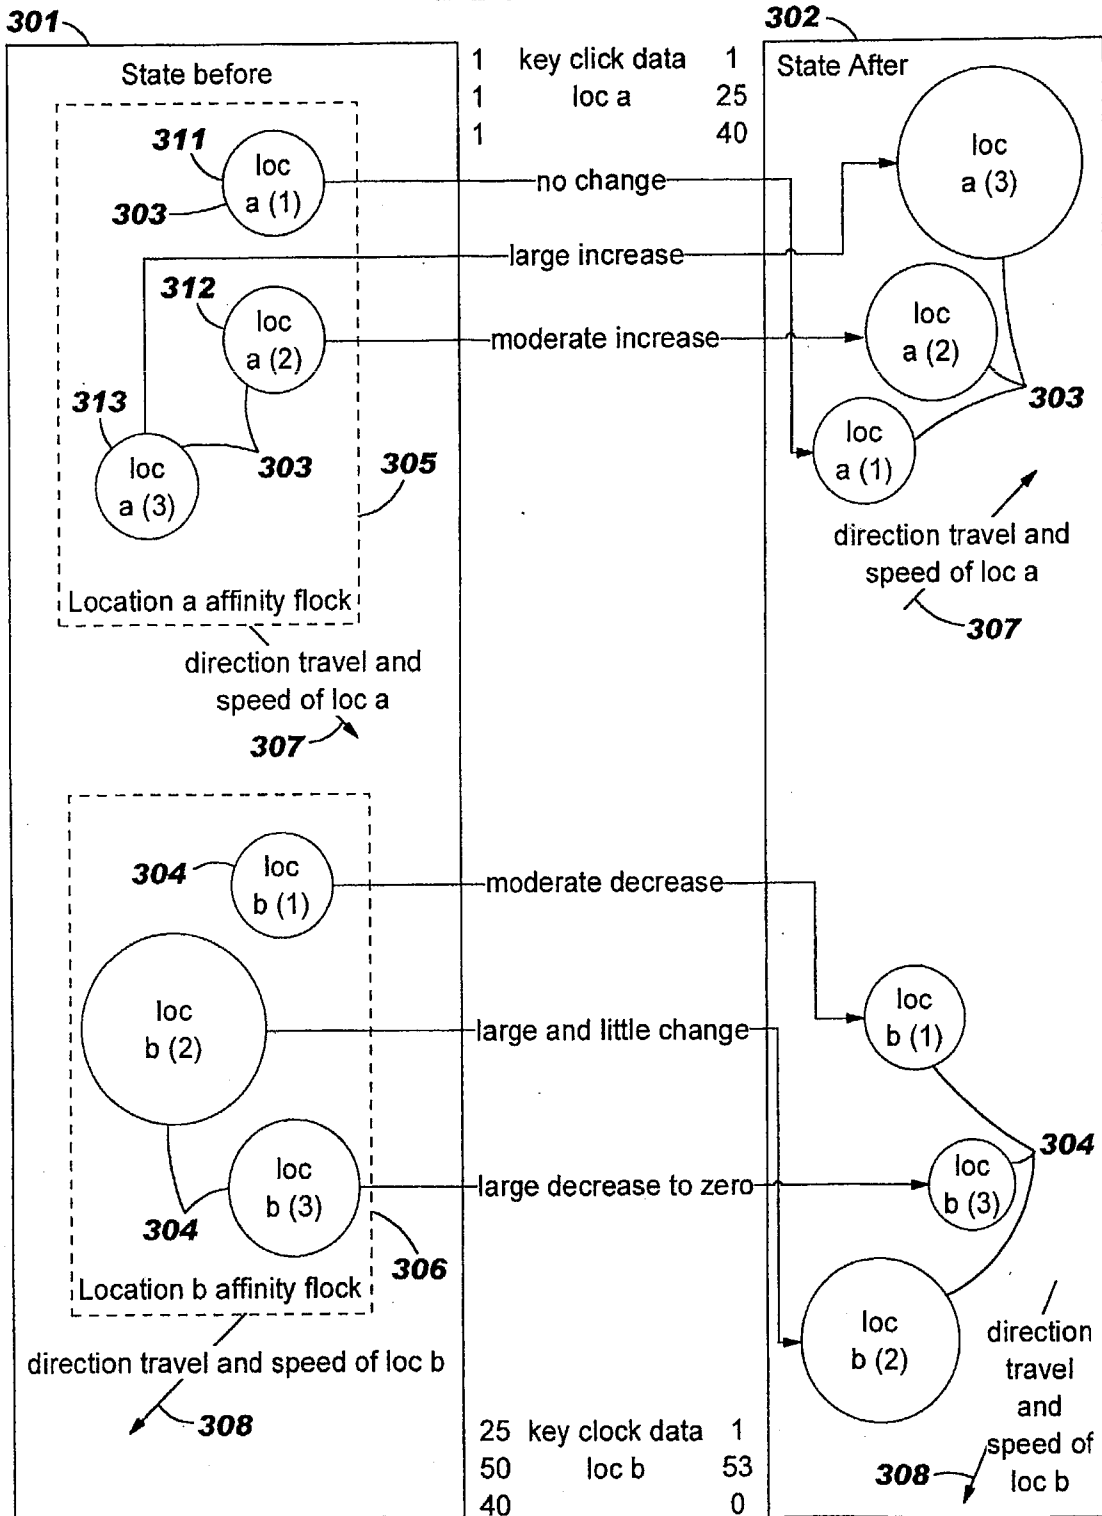 301
302
State before
1 key click data 1
1 loc a 25
1 40
State After
311
303
loc
a (1)
no change
loc
a (3)
large increase
312
loc
a (2)
moderate increase
loc
a (2)
303
313
loc
a (3)
303
305
loc
a (1)
Location a affinity flock
direction travel and
speed of loc a
307
direction travel and
speed of loc a
307
304
loc
b (1)
moderate decrease
loc
b (2)
large and little change
loc
b (1)
304
loc
b (3)
large decrease to zero
loc
b (3)
304
306
Location b affinity flock
direction travel and speed of loc b
308
loc
b (2)
direction
travel
and
speed of
loc b
308
25 key clock data 1
50 loc b 53
40 0